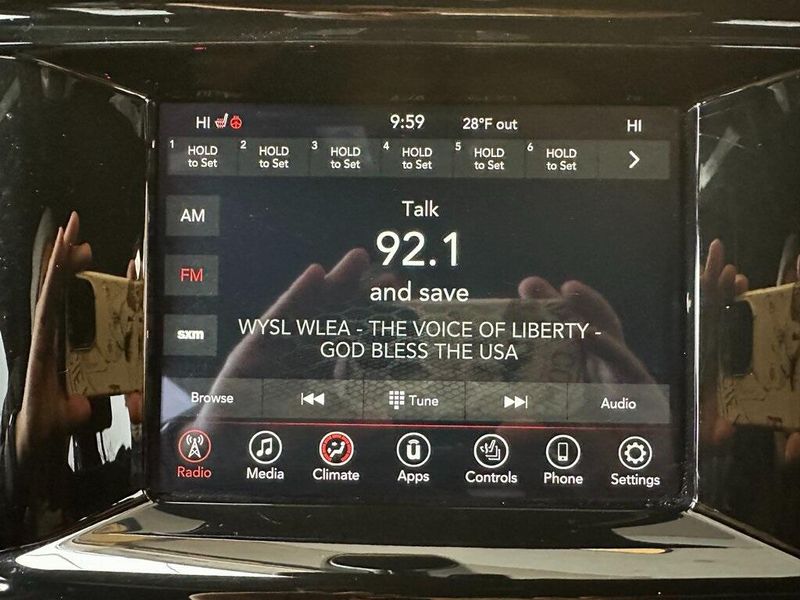 HI 9:59 28°F out HI
1 HOLD to Set 2 HOLD to Set 3 HOLD to Set 4 HOLD to Set 5 HOLD to Set 6 HOLD to Set
AM
Talk
92.1
FM
and save
sxm
WYSL WLEA - THE VOICE OF LIBERTY -
GOD BLESS THE USA
Browse Tune Audio
Radio Media Climate Apps Controls Phone Settings